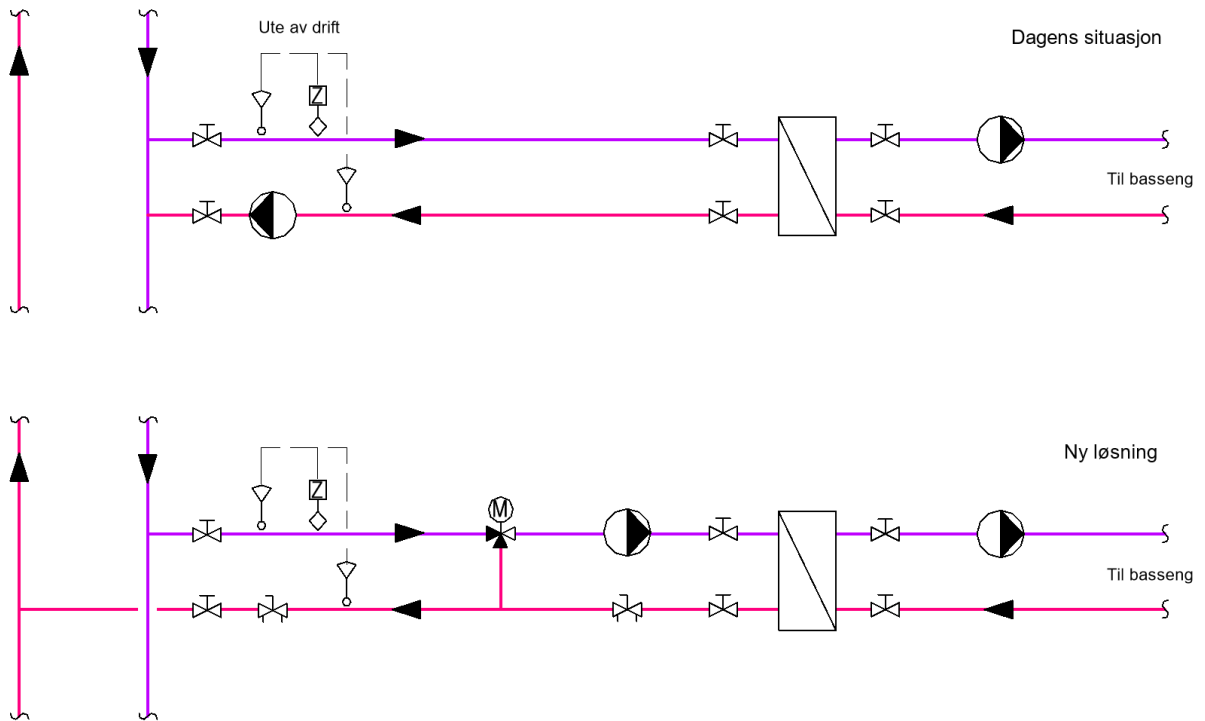 Ute av drift
Dagens situasjon
Z
Til basseng
Ny løsning
Z
M
Til basseng